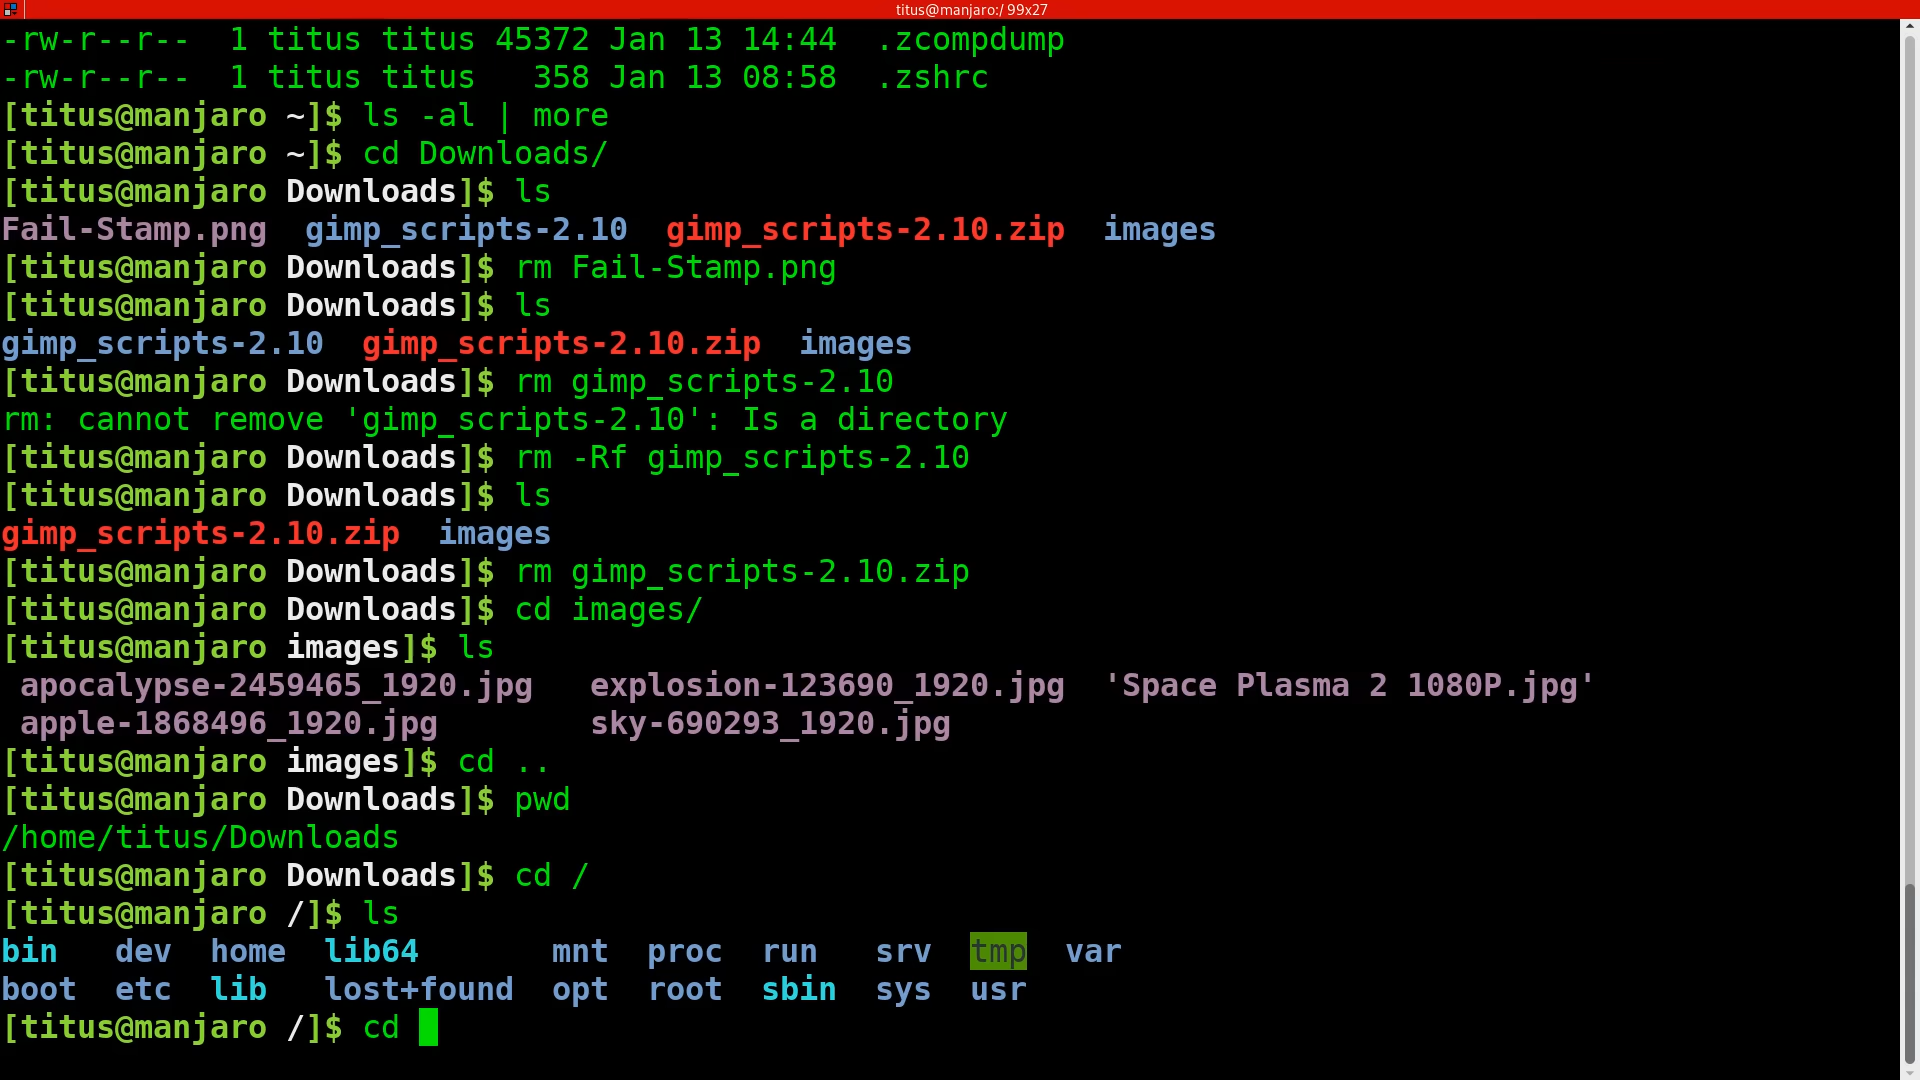 titus@manjaro:/ 99x27
-rw-r--r--  1 titus titus 45372 Jan 13 14:44  .zcompdump
-rw-r--r--  1 titus titus   358 Jan 13 08:58  .zshrc
[titus@manjaro ~]$ ls -al | more
[titus@manjaro ~]$ cd Downloads/
[titus@manjaro Downloads]$ ls
Fail-Stamp.png  gimp_scripts-2.10  gimp_scripts-2.10.zip  images
[titus@manjaro Downloads]$ rm Fail-Stamp.png
[titus@manjaro Downloads]$ ls
gimp_scripts-2.10  gimp_scripts-2.10.zip  images
[titus@manjaro Downloads]$ rm gimp_scripts-2.10
rm: cannot remove 'gimp_scripts-2.10': Is a directory
[titus@manjaro Downloads]$ rm -Rf gimp_scripts-2.10
[titus@manjaro Downloads]$ ls
gimp_scripts-2.10.zip  images
[titus@manjaro Downloads]$ rm gimp_scripts-2.10.zip
[titus@manjaro Downloads]$ cd images/
[titus@manjaro images]$ ls
 apocalypse-2459465_1920.jpg   explosion-123690_1920.jpg  'Space Plasma 2 1080P.jpg'
 apple-1868496_1920.jpg        sky-690293_1920.jpg
[titus@manjaro images]$ cd ..
[titus@manjaro Downloads]$ pwd
/home/titus/Downloads
[titus@manjaro Downloads]$ cd /
[titus@manjaro /]$ ls
bin   dev  home  lib64       mnt  proc  run   srv  tmp  var
boot  etc  lib   lost+found  opt  root  sbin  sys  usr
[titus@manjaro /]$ cd